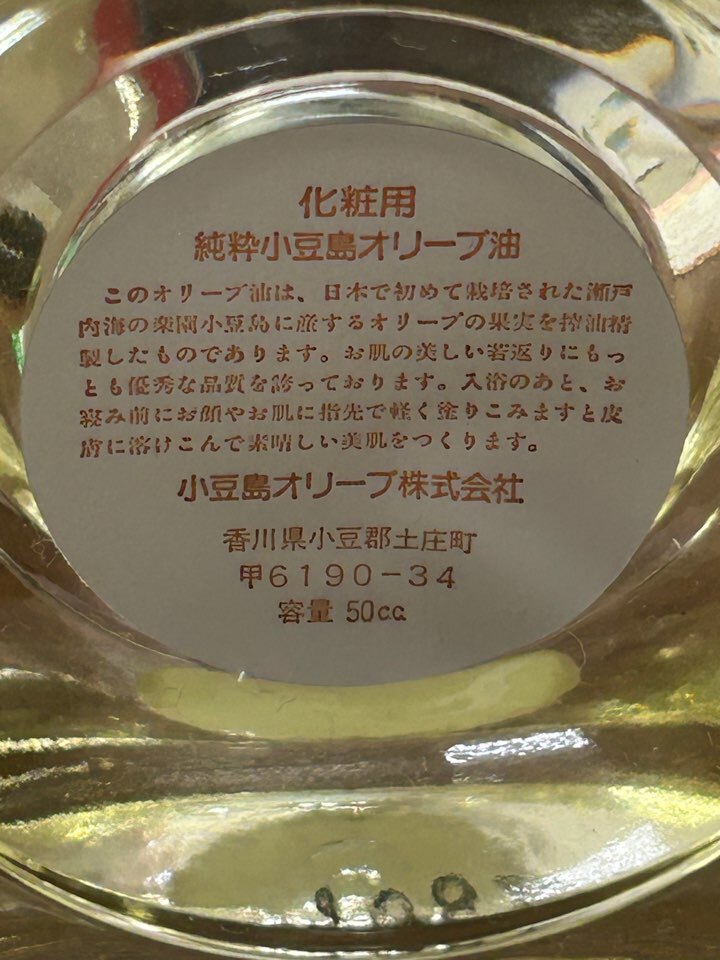 化粧用
純粋小豆島オリーブ油
このオリーブ油は、日本で初めて栽培された瀬戸
内海の楽園小豆島に産するオリーブの果実を搾油精
製したものであります。お肌の美しい若返りにもっ
とも優秀な品質を誇っております。入浴のあと、お
寝み前にお顔やお肌に指先で軽く塗りこみますと皮
膚に溶けこんで素晴しい美肌をつくります。
小豆島オリーブ株式会社
香川県小豆郡土庄町
甲6190-34
容量 50cc